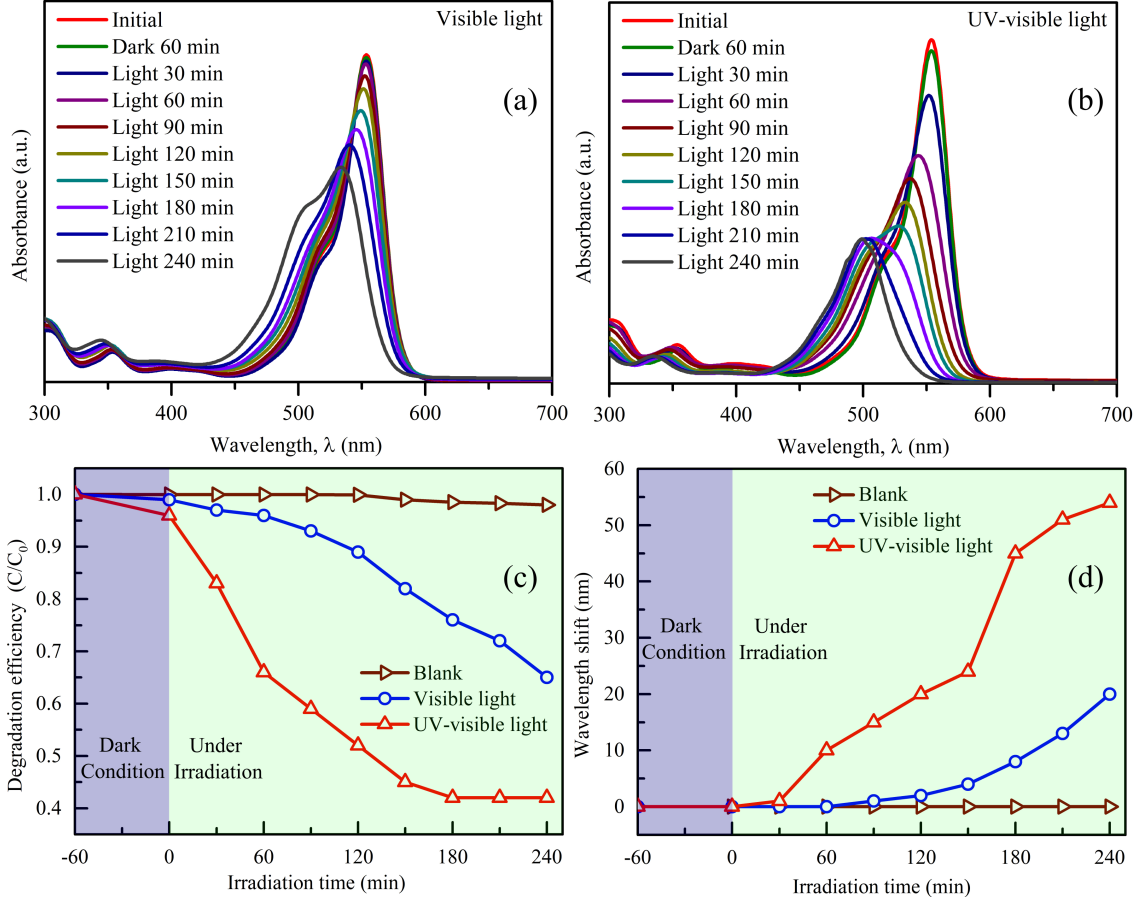 Visible light
Initial
Dark 60 min
Light 30 min
Light 60 min
Light 90 min
Light 120 min
Light 150 min
Light 180 min
Light 210 min
Light 240 min
(a)
Absorbance (a.u.)
300 400 500 600 700
Wavelength, λ (nm)
UV-visible light
Initial
Dark 60 min
Light 30 min
Light 60 min
Light 90 min
Light 120 min
Light 150 min
Light 180 min
Light 210 min
Light 240 min
(b)
Absorbance (a.u.)
300 400 500 600 700
Wavelength, λ (nm)
Degradation efficiency (C/C₀)
1.0
0.9
0.8
0.7
0.6
0.5
0.4
(c)
Blank
Visible light
UV-visible light
Dark
Condition
Under
Irradiation
-60 0 60 120 180 240
Irradiation time (min)
Wavelength shift (nm)
60
50
40
30
20
10
0
Blank
Visible light
UV-visible light
(d)
Dark
Condition
Under
Irradiation
-60 0 60 120 180 240
Irradiation time (min)